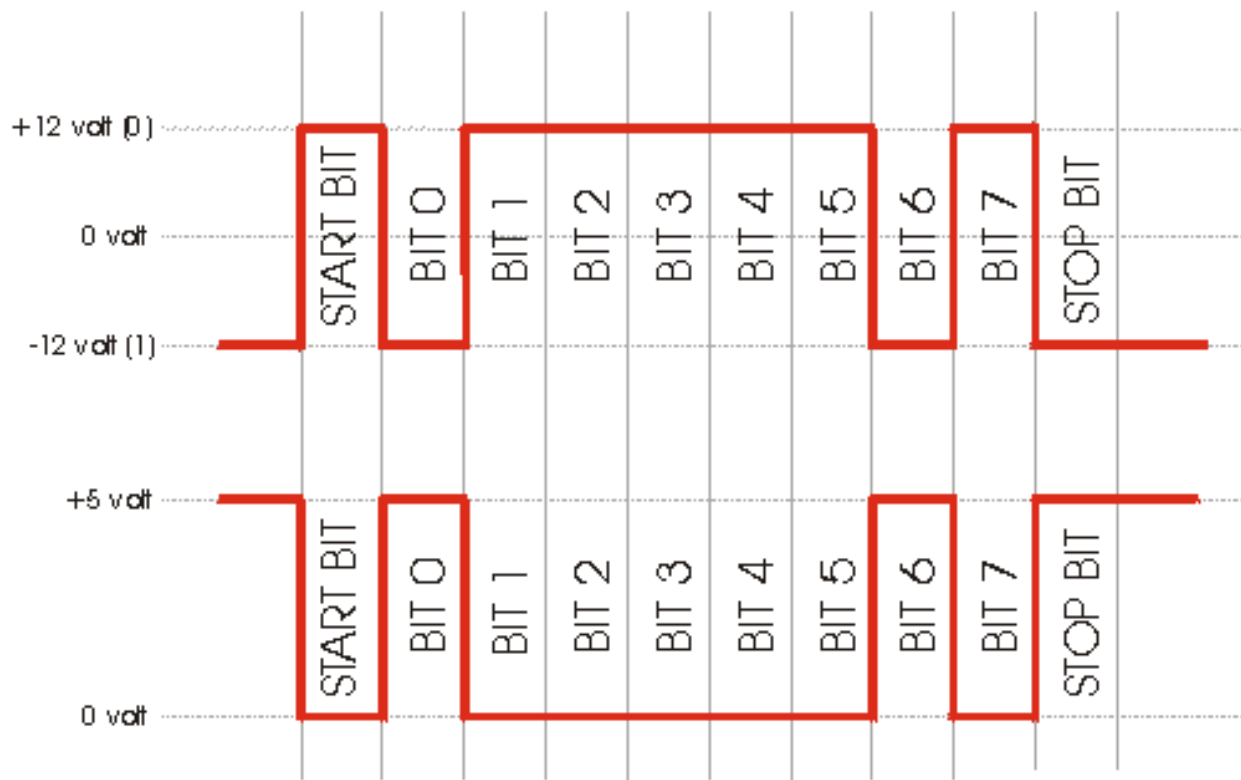 +12 volt (0)
0 volt
-12 volt (1)
START BIT
BIT 0
BIT 1
BIT 2
BIT 3
BIT 4
BIT 5
BIT 6
BIT 7
STOP BIT
+5 volt
0 volt
START BIT
BIT 0
BIT 1
BIT 2
BIT 3
BIT 4
BIT 5
BIT 6
BIT 7
STOP BIT